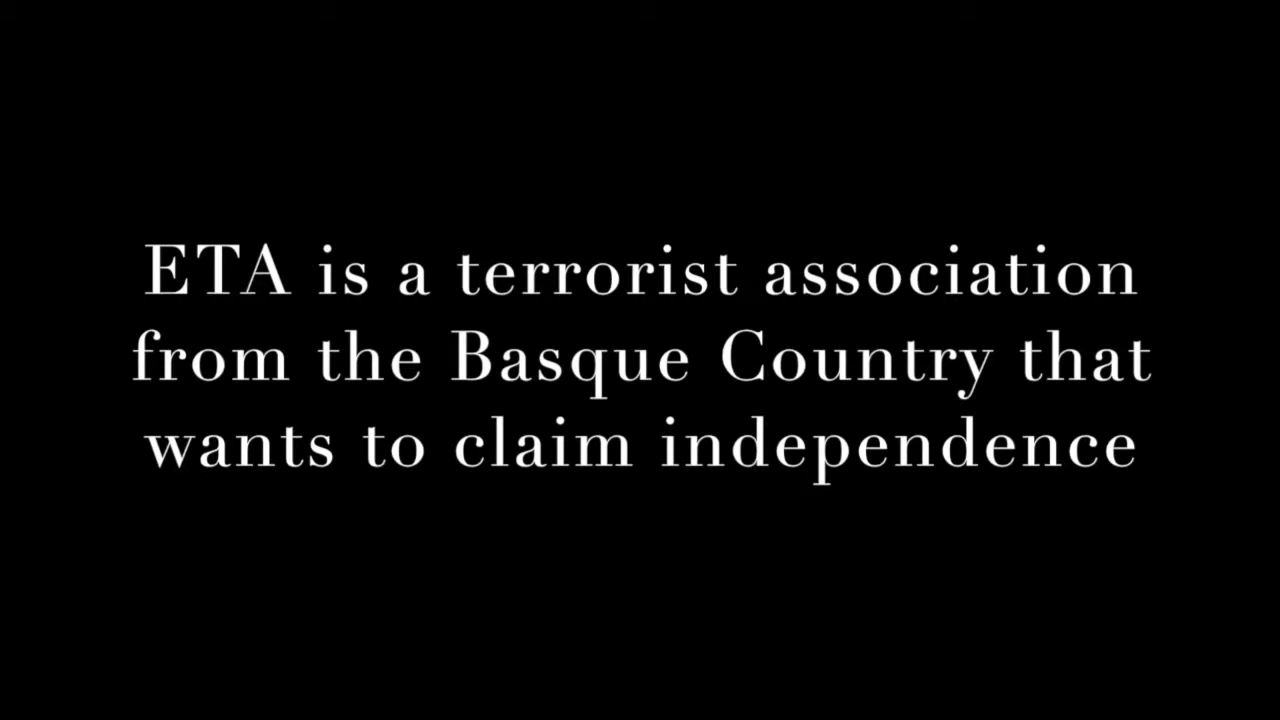 ETA is a terrorist association
from the Basque Country that
wants to claim independence